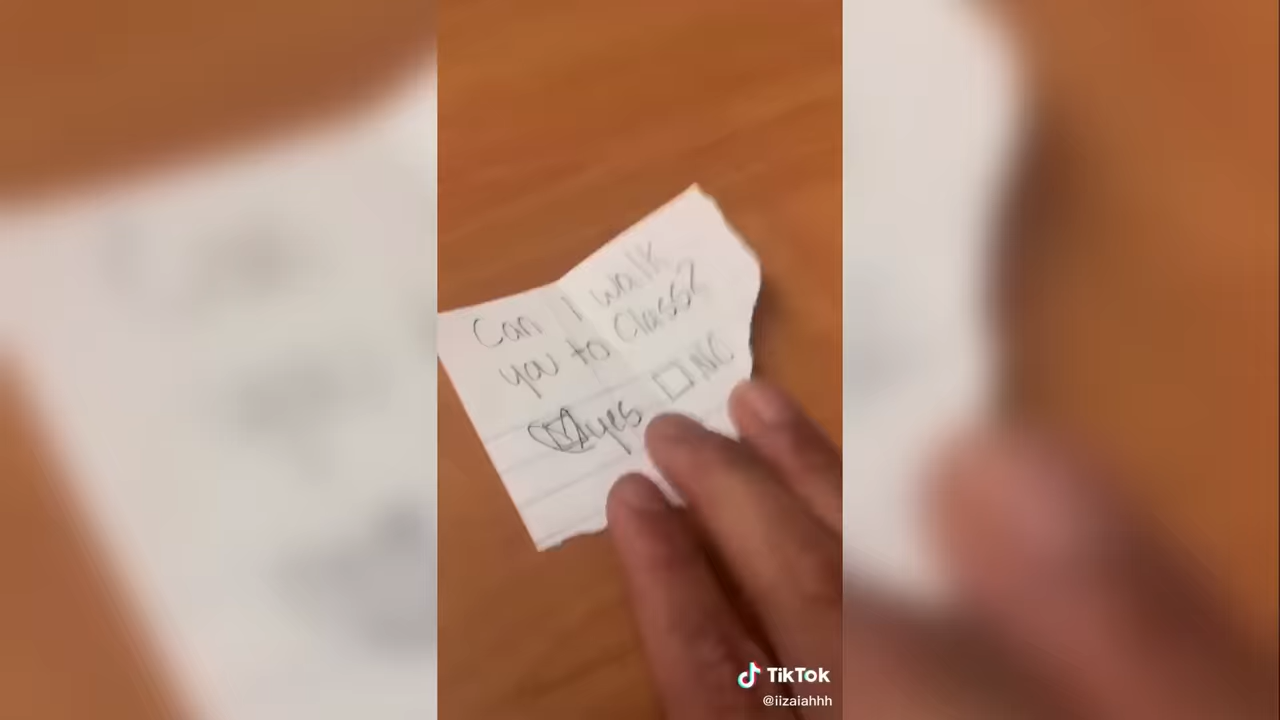 Can I walk
you to class?
yes NO
TikTok
@iizaiahhh